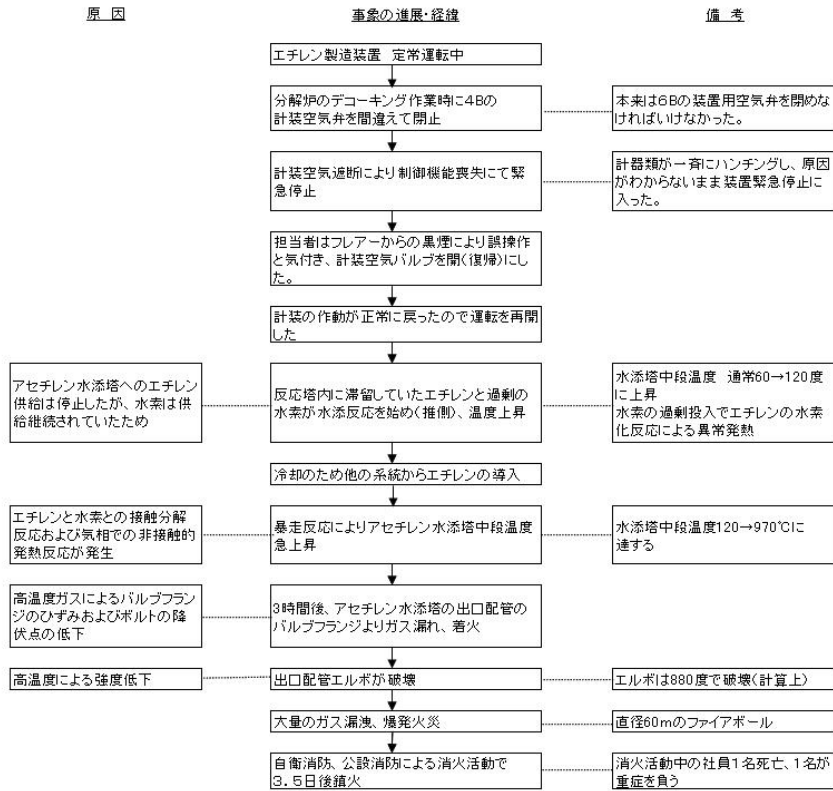 原 因
事象の進展・経緯
備 考
エチレン製造装置 定常運転中
分解炉のデコーキング作業時に4Bの
計装空気弁を間違えて閉止
本来は6Bの装置用空気弁を閉めな
ければいけなかった。
計装空気遮断により制御機能喪失にて緊
急停止
計器類が一斉にハンチングし、原因
がわからないまま装置緊急停止に
入った。
担当者はフレアーからの黒煙により誤操作
と気付き、計装空気バルブを開(復帰)にし
た。
計装の作動が正常に戻ったので運転を再開
した
アセチレン水添塔へのエチレン
供給は停止したが、水素は供
給継続されていたため
反応塔内に滞留していたエチレンと過剰の
水素が水添反応を始め(推側)、温度上昇
水添塔中段温度 通常60→120度
に上昇
水素の過剰投入でエチレンの水素
化反応による異常発熱
冷却のため他の系統からエチレンの導入
エチレンと水素との接触分解
反応および気相での非接触的
発熱反応が発生
暴走反応によりアセチレン水添塔中段温度
急上昇
水添塔中段温度120→970℃に
達する
高温度ガスによるバルブフラン
ジのひずみおよびボルトの降
伏点の低下
3時間後、アセチレン水添塔の出口配管の
バルブフランジよりガス漏れ、着火
高温度による強度低下
出口配管エルボが破壊
エルボは880度で破壊(計算上)
大量のガス漏洩、爆発火災
直径60mのファイアボール
自衛消防、公設消防による消火活動で
3.5日後鎮火
消火活動中の社員1名死亡、1名が
重症を負う